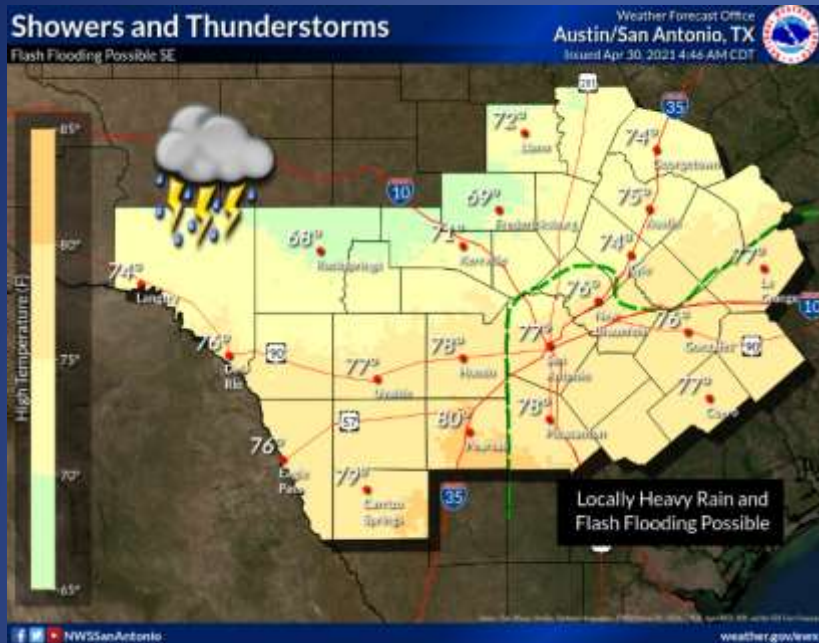 Showers and Thunderstorms
Flash Flooding Possible SE
Weather Forecast Office
Austin/San Antonio, TX
Issued Apr 30, 2021 4:46 AM CDT
High Temperature (F)
85°
80°
75°
70°
65°
281
35
72°
Llano
74°
Georgetown
10
69°
Fredericksburg
75°
Austin
68°
Rocksprings
71°
Kerrville
74°
Kyle
77°
La Grange
74°
Langtry
76°
New Braunfels
10
76°
Del Rio
90
77°
Uvalde
78°
Hondo
77°
San Antonio
76°
Gonzales
90
77°
Cuero
57
80°
Pearsall
78°
Pleasanton
76°
Eagle Pass
79°
Carrizo Springs
35
Locally Heavy Rain and
Flash Flooding Possible
NWSSanAntonio
weather.gov/ewx